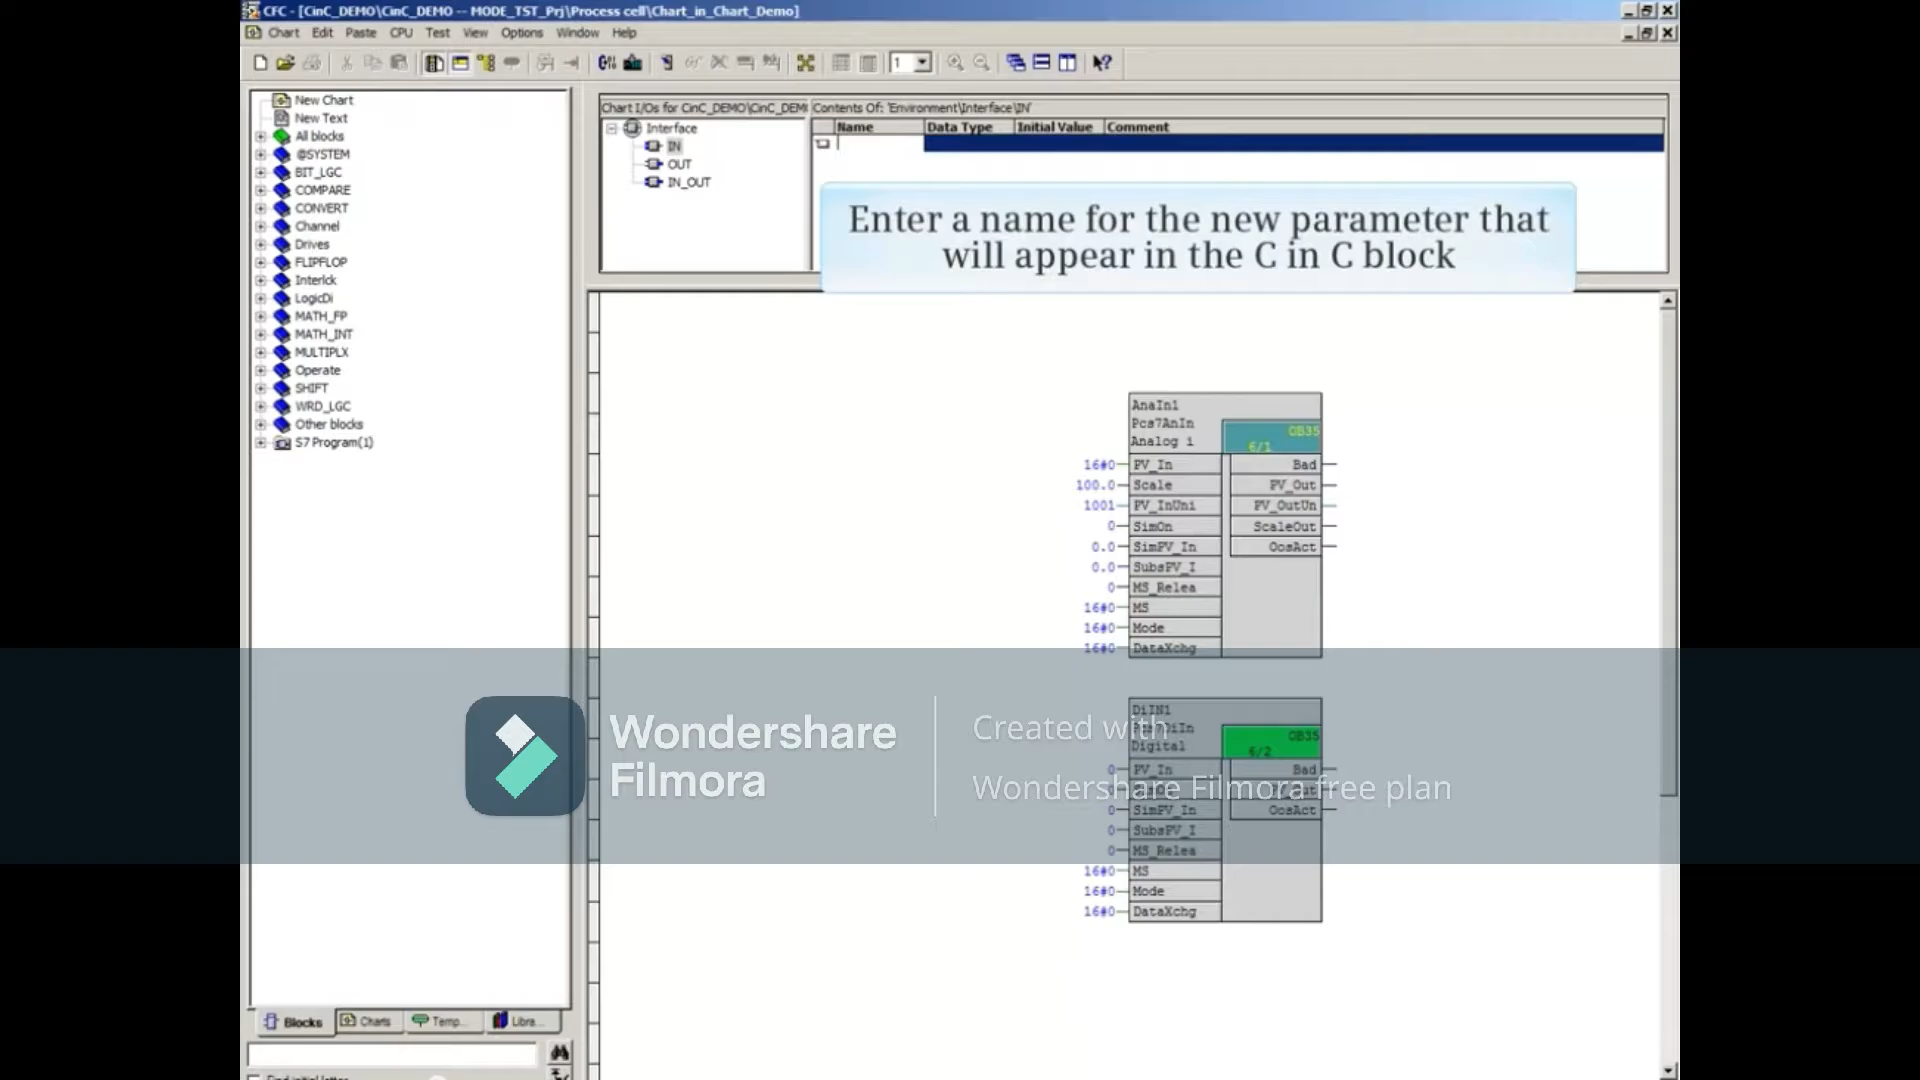 CFC - [CinC_DEMO\CinC_DEMO -- MODE_TST_Prj\Process cell\Chart_in_Chart_Demo]
Chart Edit Paste CPU Test View Options Window Help
1
New Chart
New Text
All blocks
@SYSTEM
BIT_LGC
COMPARE
CONVERT
Channel
Drives
FLIPFLOP
Interlck
LogicDi
MATH_FP
MATH_INT
MULTIPLX
Operate
SHIFT
WRD_LGC
Other blocks
S7 Program(1)
Chart I/Os for CinC_DEMO\CinC_DEM
Interface
IN
OUT
IN_OUT
Contents Of: 'Environment\Interface\IN'
Name Data Type Initial Value Comment
Enter a name for the new parameter that
will appear in the C in C block
AnaIn1
Pcs7AnIn
Analog i
OB35
6/1
16#0 PV_In Bad
100.0 Scale PV_Out
1001 PV_InUni PV_OutUn
0 SimOn ScaleOut
0.0 SimPV_In OosAct
0.0 SubsPV_I
0 MS_Relea
16#0 MS
16#0 Mode
16#0 DataXchg
Wondershare
Filmora
Created with
Wondershare Filmora free plan
DiIN1
Digital
OB35
6/2
0 PV_In Bad
0 SimPV_In OosAct
0 SubsPV_I
0 MS_Relea
16#0 MS
16#0 Mode
16#0 DataXchg
Blocks Charts Temp... Libra...